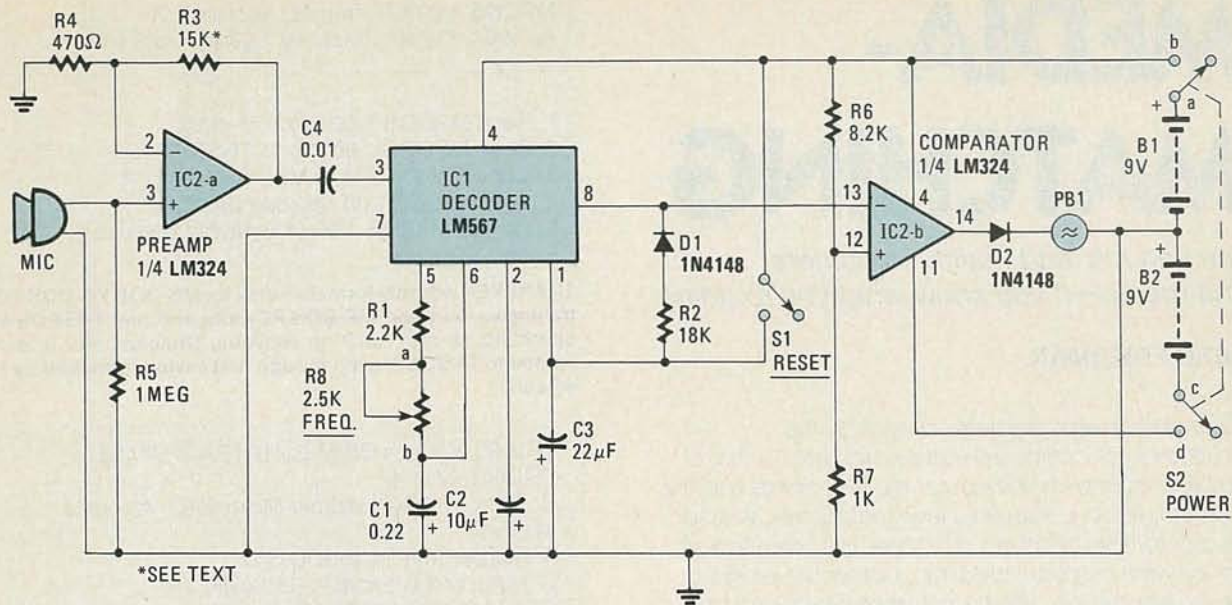 R4
470Ω
R3
15K*
2
−
3
+
IC2-a
PREAMP
1/4 LM324
MIC
R5
1MEG
C4
0.01
4
3
7
IC1
DECODER
LM567
8
5
6
2
1
R1
2.2K
a
R8
2.5K
FREQ.
b
C1
0.22
+
C2
10μF
+
C3
22μF
+
D1
1N4148
R2
18K
S1
RESET
R6
8.2K
R7
1K
COMPARATOR
1/4 LM324
13
−
12
+
4
IC2-b
14
11
D2
1N4148
PB1
b
a
+
B1
9V
+
B2
9V
c
d
S2
POWER
*SEE TEXT